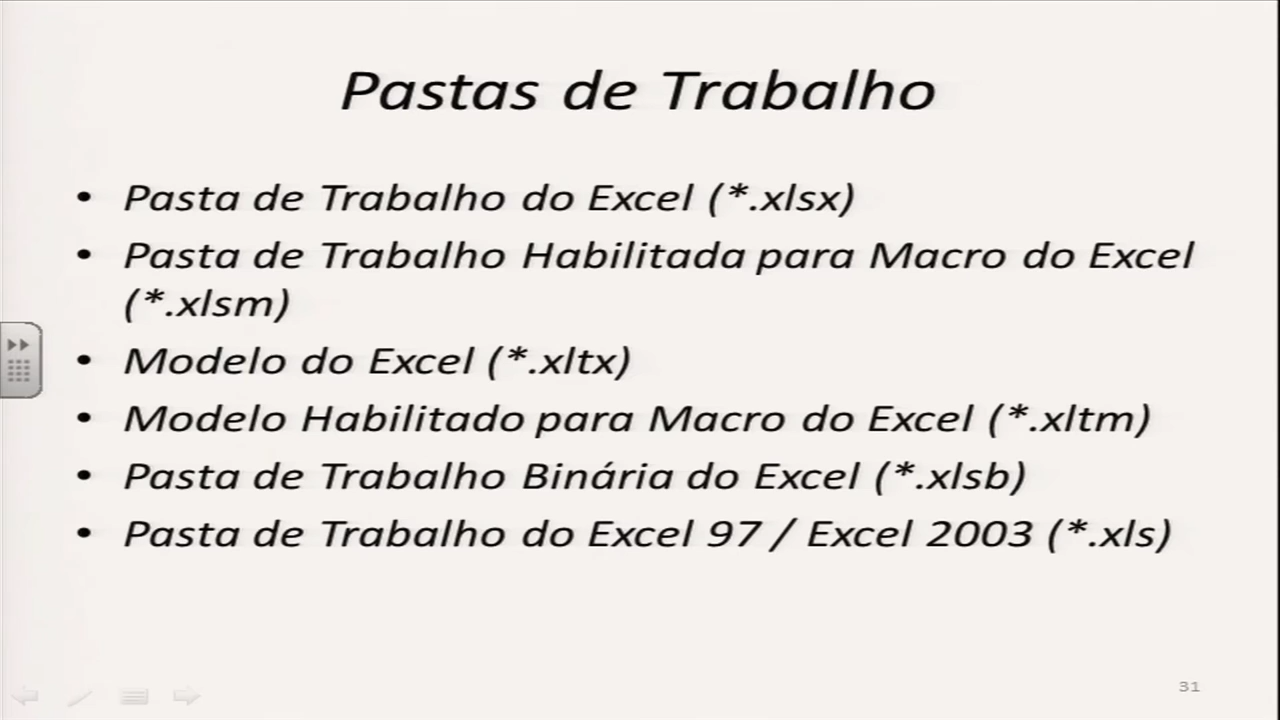 Pastas de Trabalho
• Pasta de Trabalho do Excel (*.xlsx)
• Pasta de Trabalho Habilitada para Macro do Excel
(*.xlsm)
• Modelo do Excel (*.xltx)
• Modelo Habilitado para Macro do Excel (*.xltm)
• Pasta de Trabalho Binária do Excel (*.xlsb)
• Pasta de Trabalho do Excel 97 / Excel 2003 (*.xls)
31